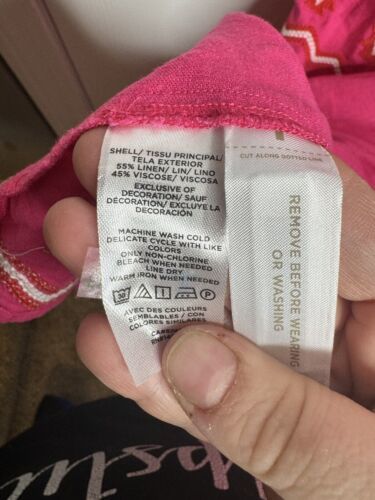 SHELL/ TISSU PRINCIPAL/
TELA EXTERIOR
55% LINEN/ LIN/ LINO
45% VISCOSE/ VISCOSA
EXCLUSIVE OF
DECORATION/ SAUF
DÉCORATION/ EXCLUYE LA
DECORACIÓN
MACHINE WASH COLD
DELICATE CYCLE WITH LIKE
COLORS
ONLY NON-CHLORINE
BLEACH WHEN NEEDED
LINE DRY
WARM IRON WHEN NEEDED
30
P
AVEC DES COULEURS
SEMBLABLES / CON
COLORES SIMILARES
CUT ALONG DOTTED LINE
REMOVE BEFORE WEARING
OR WASHING